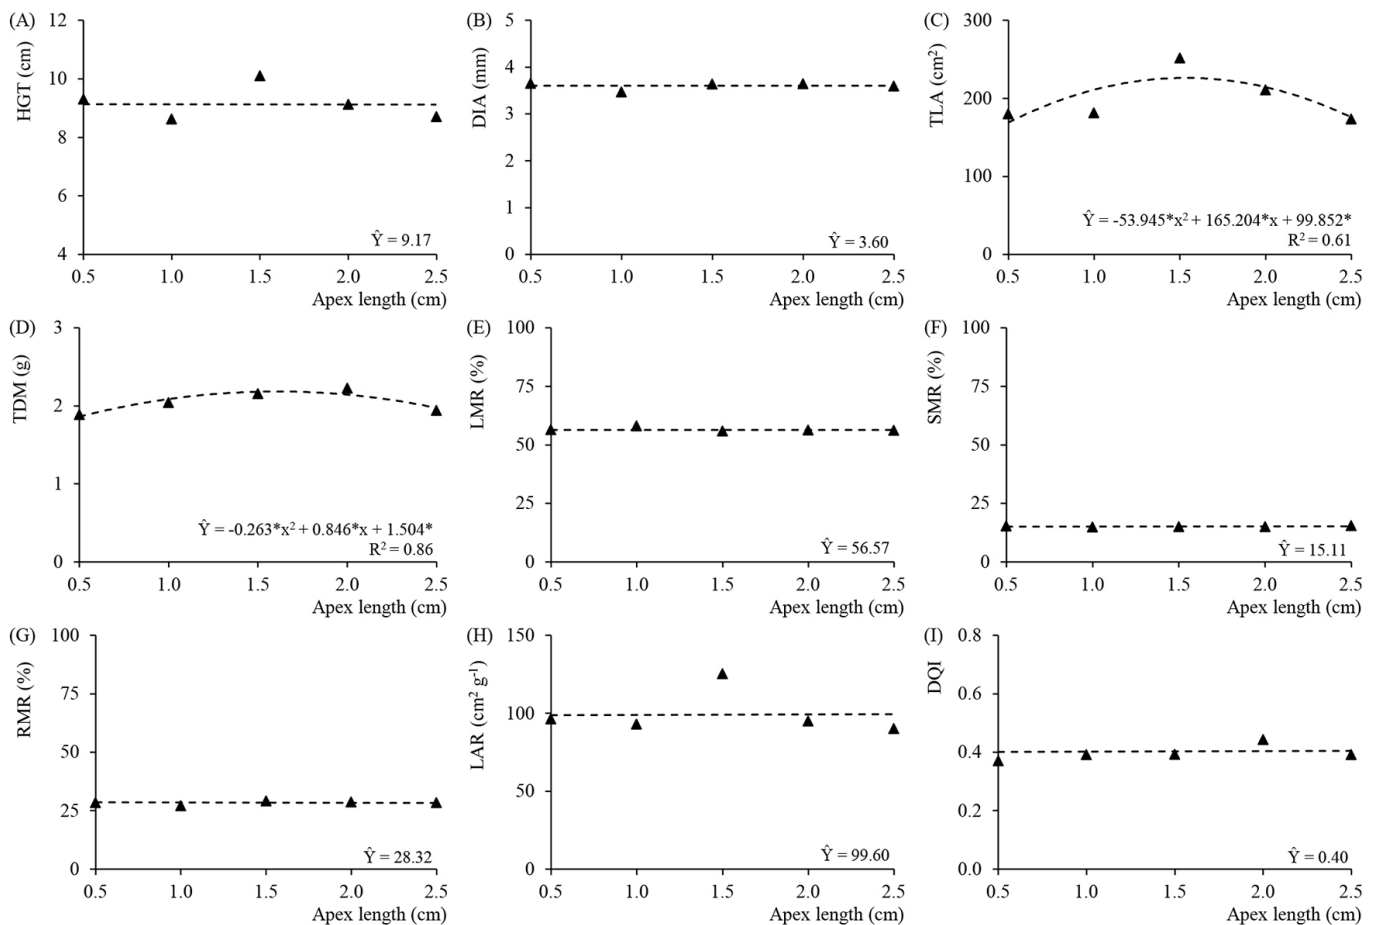 (A)
HGT (cm)
12
10
8
6
4
Ŷ = 9.17
0.5 1.0 1.5 2.0 2.5
Apex length (cm)
(B)
DIA (mm)
5
4
3
2
1
0
Ŷ = 3.60
0.5 1.0 1.5 2.0 2.5
Apex length (cm)
(C)
TLA (cm²)
300
200
100
0
Ŷ = -53.945*x² + 165.204*x + 99.852*
R² = 0.61
0.5 1.0 1.5 2.0 2.5
Apex length (cm)
(D)
TDM (g)
3
2
1
0
Ŷ = -0.263*x² + 0.846*x + 1.504*
R² = 0.86
0.5 1.0 1.5 2.0 2.5
Apex length (cm)
(E)
LMR (%)
100
75
50
25
0
Ŷ = 56.57
0.5 1.0 1.5 2.0 2.5
Apex length (cm)
(F)
SMR (%)
100
75
50
25
0
Ŷ = 15.11
0.5 1.0 1.5 2.0 2.5
Apex length (cm)
(G)
RMR (%)
100
75
50
25
0
Ŷ = 28.32
0.5 1.0 1.5 2.0 2.5
Apex length (cm)
(H)
LAR (cm² g⁻¹)
150
100
50
0
Ŷ = 99.60
0.5 1.0 1.5 2.0 2.5
Apex length (cm)
(I)
DQI
0.8
0.6
0.4
0.2
0.0
Ŷ = 0.40
0.5 1.0 1.5 2.0 2.5
Apex length (cm)